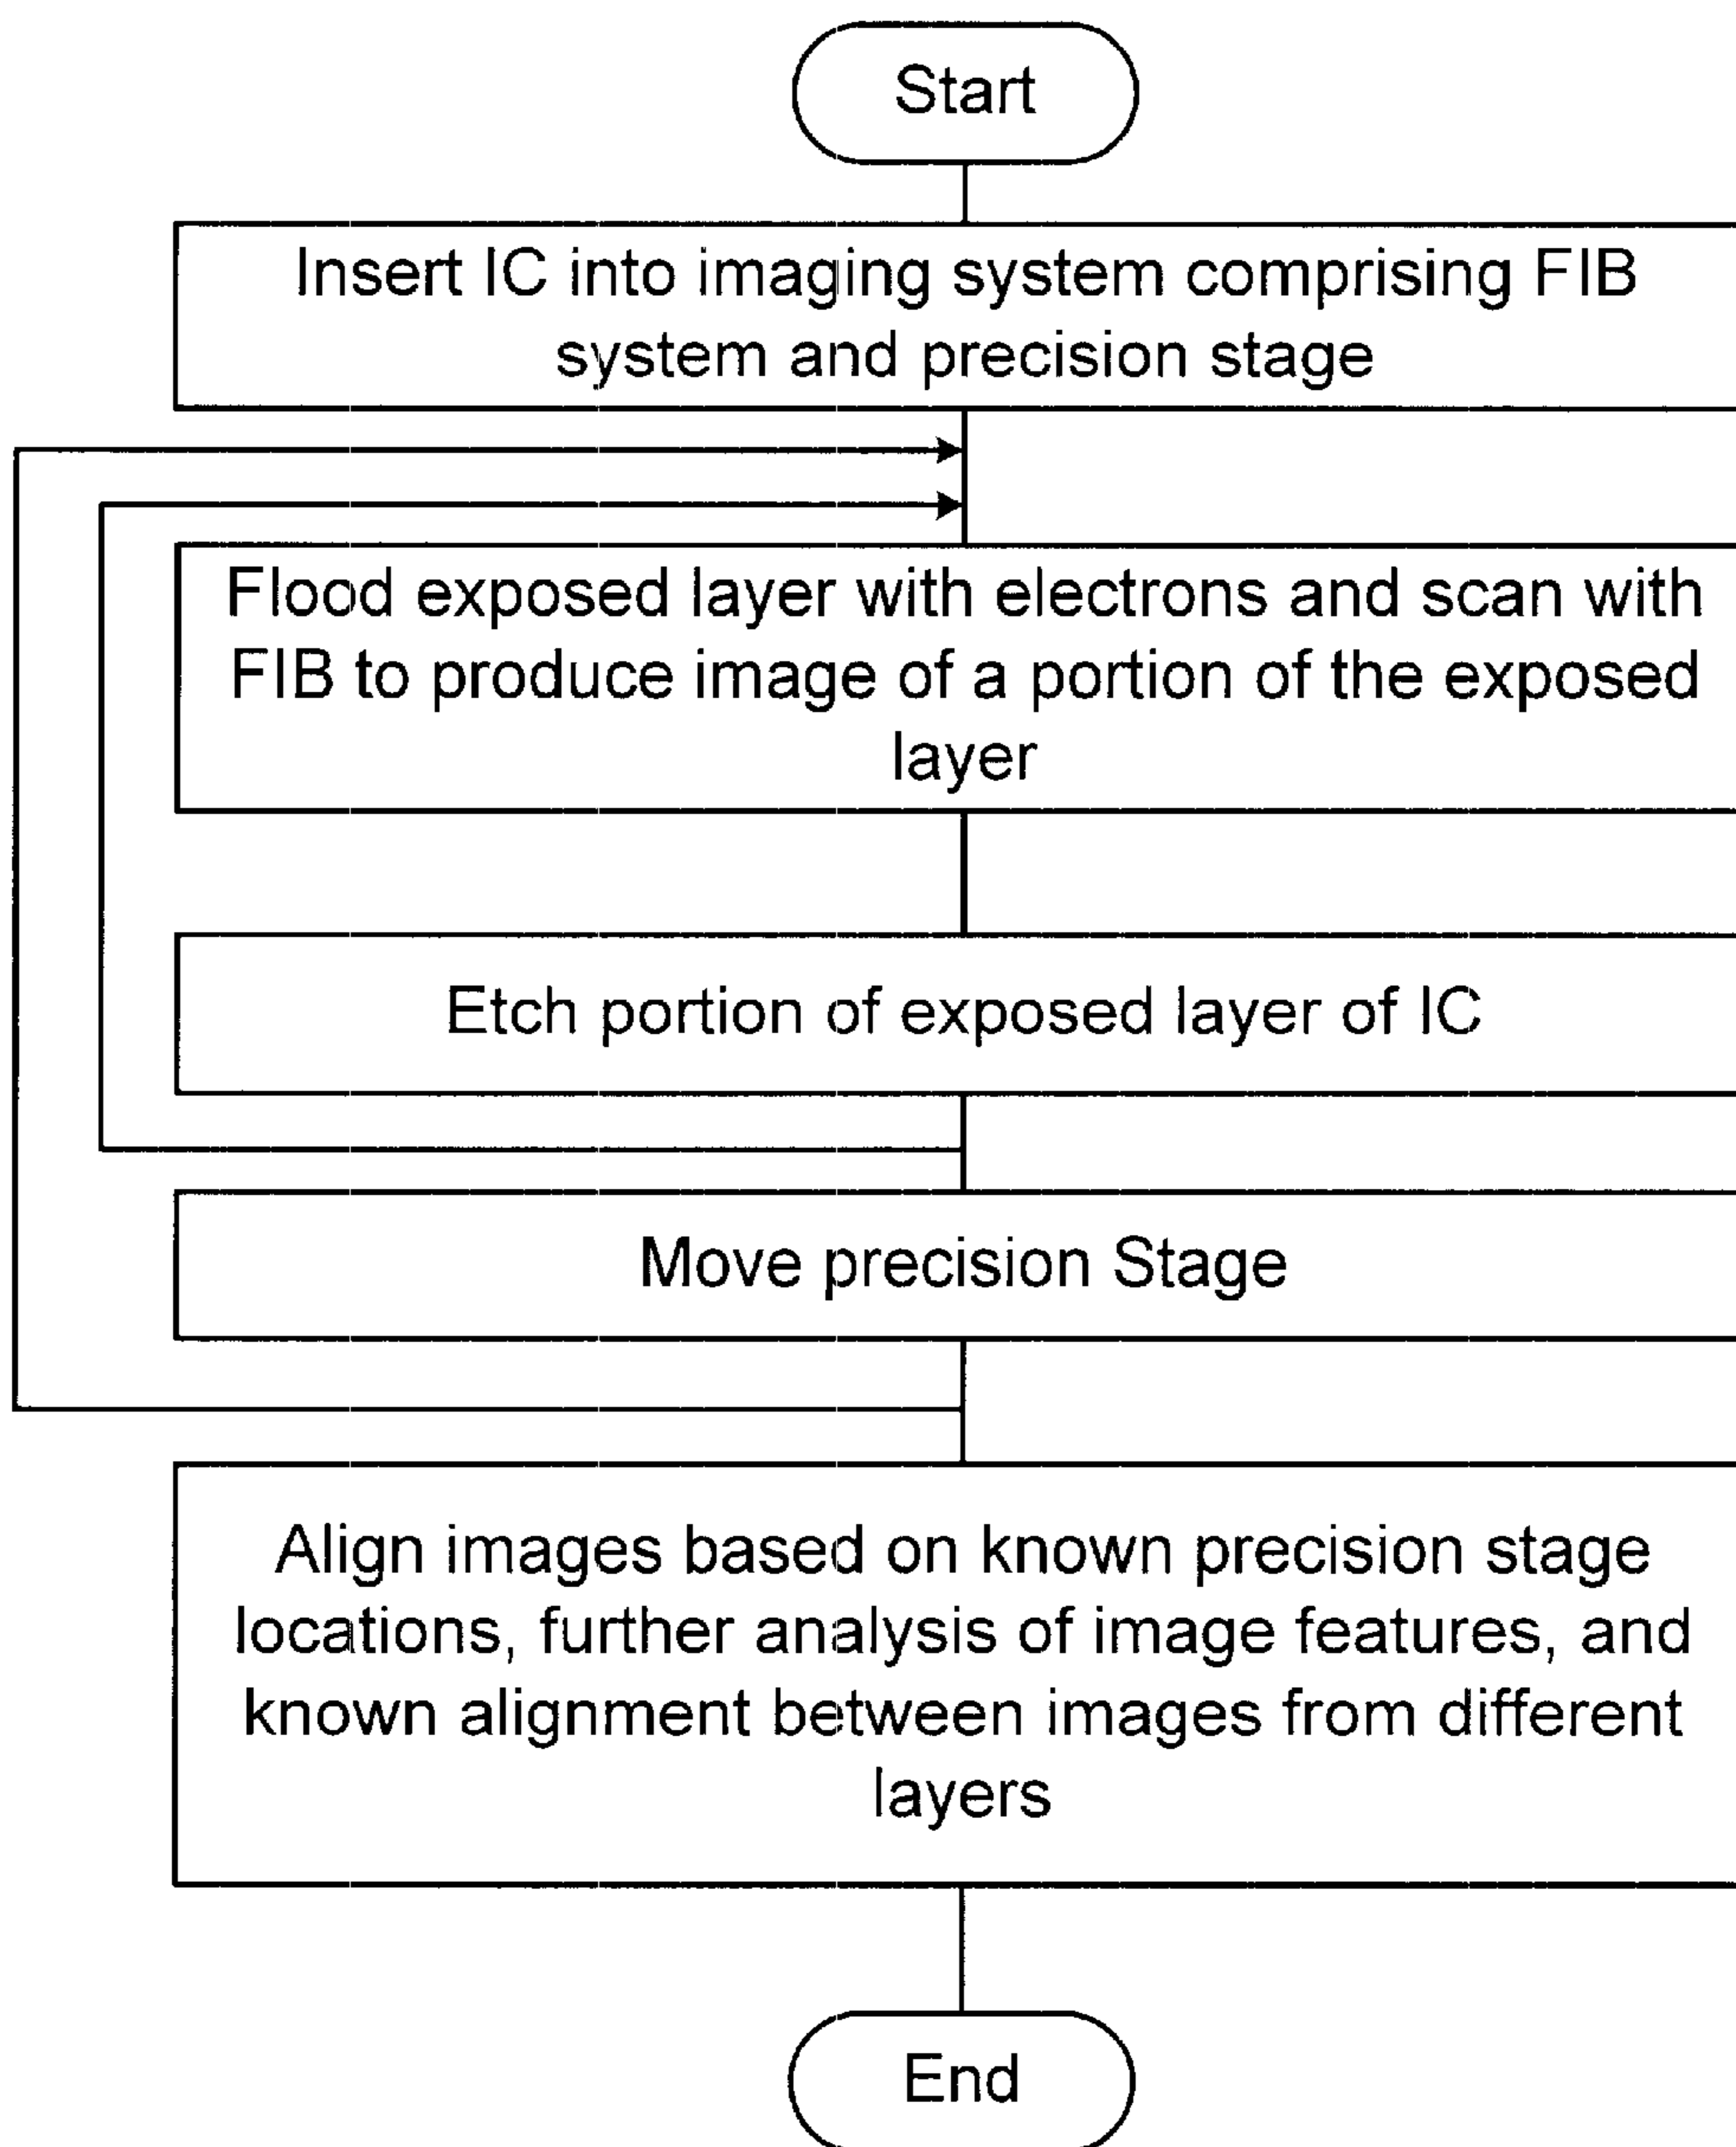 Start
Insert IC into imaging system comprising FIB
system and precision stage
Flood exposed layer with electrons and scan with
FIB to produce image of a portion of the exposed
layer
Etch portion of exposed layer of IC
Move precision Stage
Align images based on known precision stage
locations, further analysis of image features, and
known alignment between images from different
layers
End